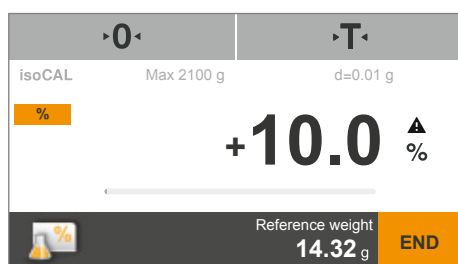 ▸0◂ ▸T◂
isoCAL Max 2100 g d=0.01 g
%
+10.0 %
Reference weight
14.32 g
END
%